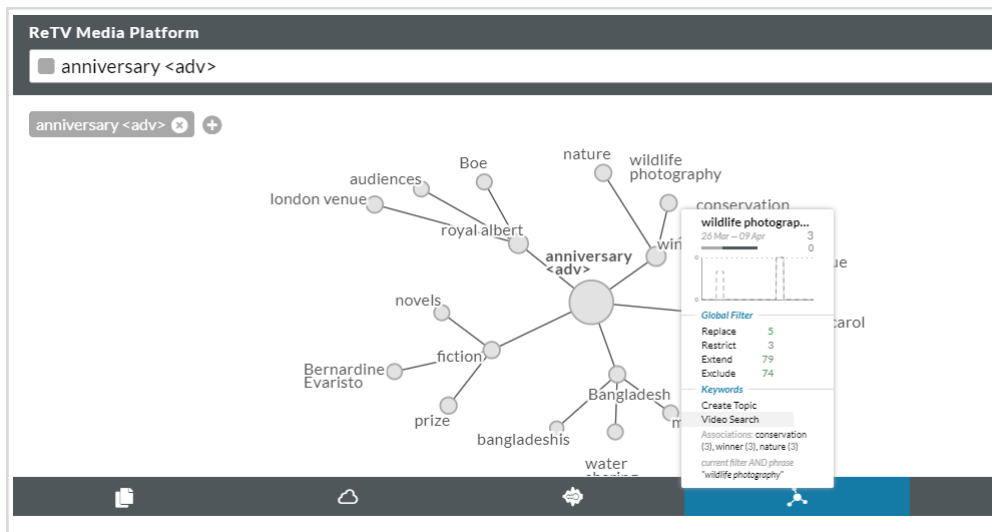 ReTV Media Platform
anniversary <adv>
anniversary <adv>
nature
wildlife
photography
Boe
audiences
london venue
conservation
royal albert
anniversary
<adv>
wildlife photograp...
26 Mar — 09 Apr 3
0
0
0
carol
Global Filter
Replace 5
Restrict 3
Extend 79
Exclude 74
Keywords
Create Topic
Video Search
Associations: conservation
(3), winner (3), nature (3)
current filter AND phrase
"wildlife photography"
novels
fiction
Bernardine
Evaristo
prize
Bangladesh
bangladeshis
water